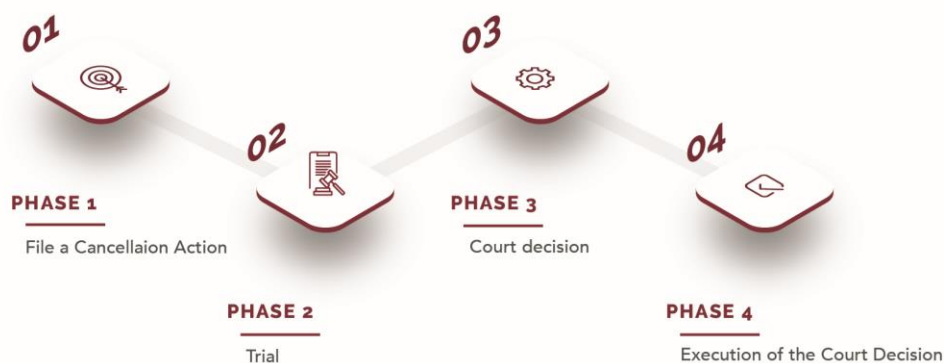 01
PHASE 1
File a Cancellaion Action
02
PHASE 2
Trial
03
PHASE 3
Court decision
04
PHASE 4
Execution of the Court Decision